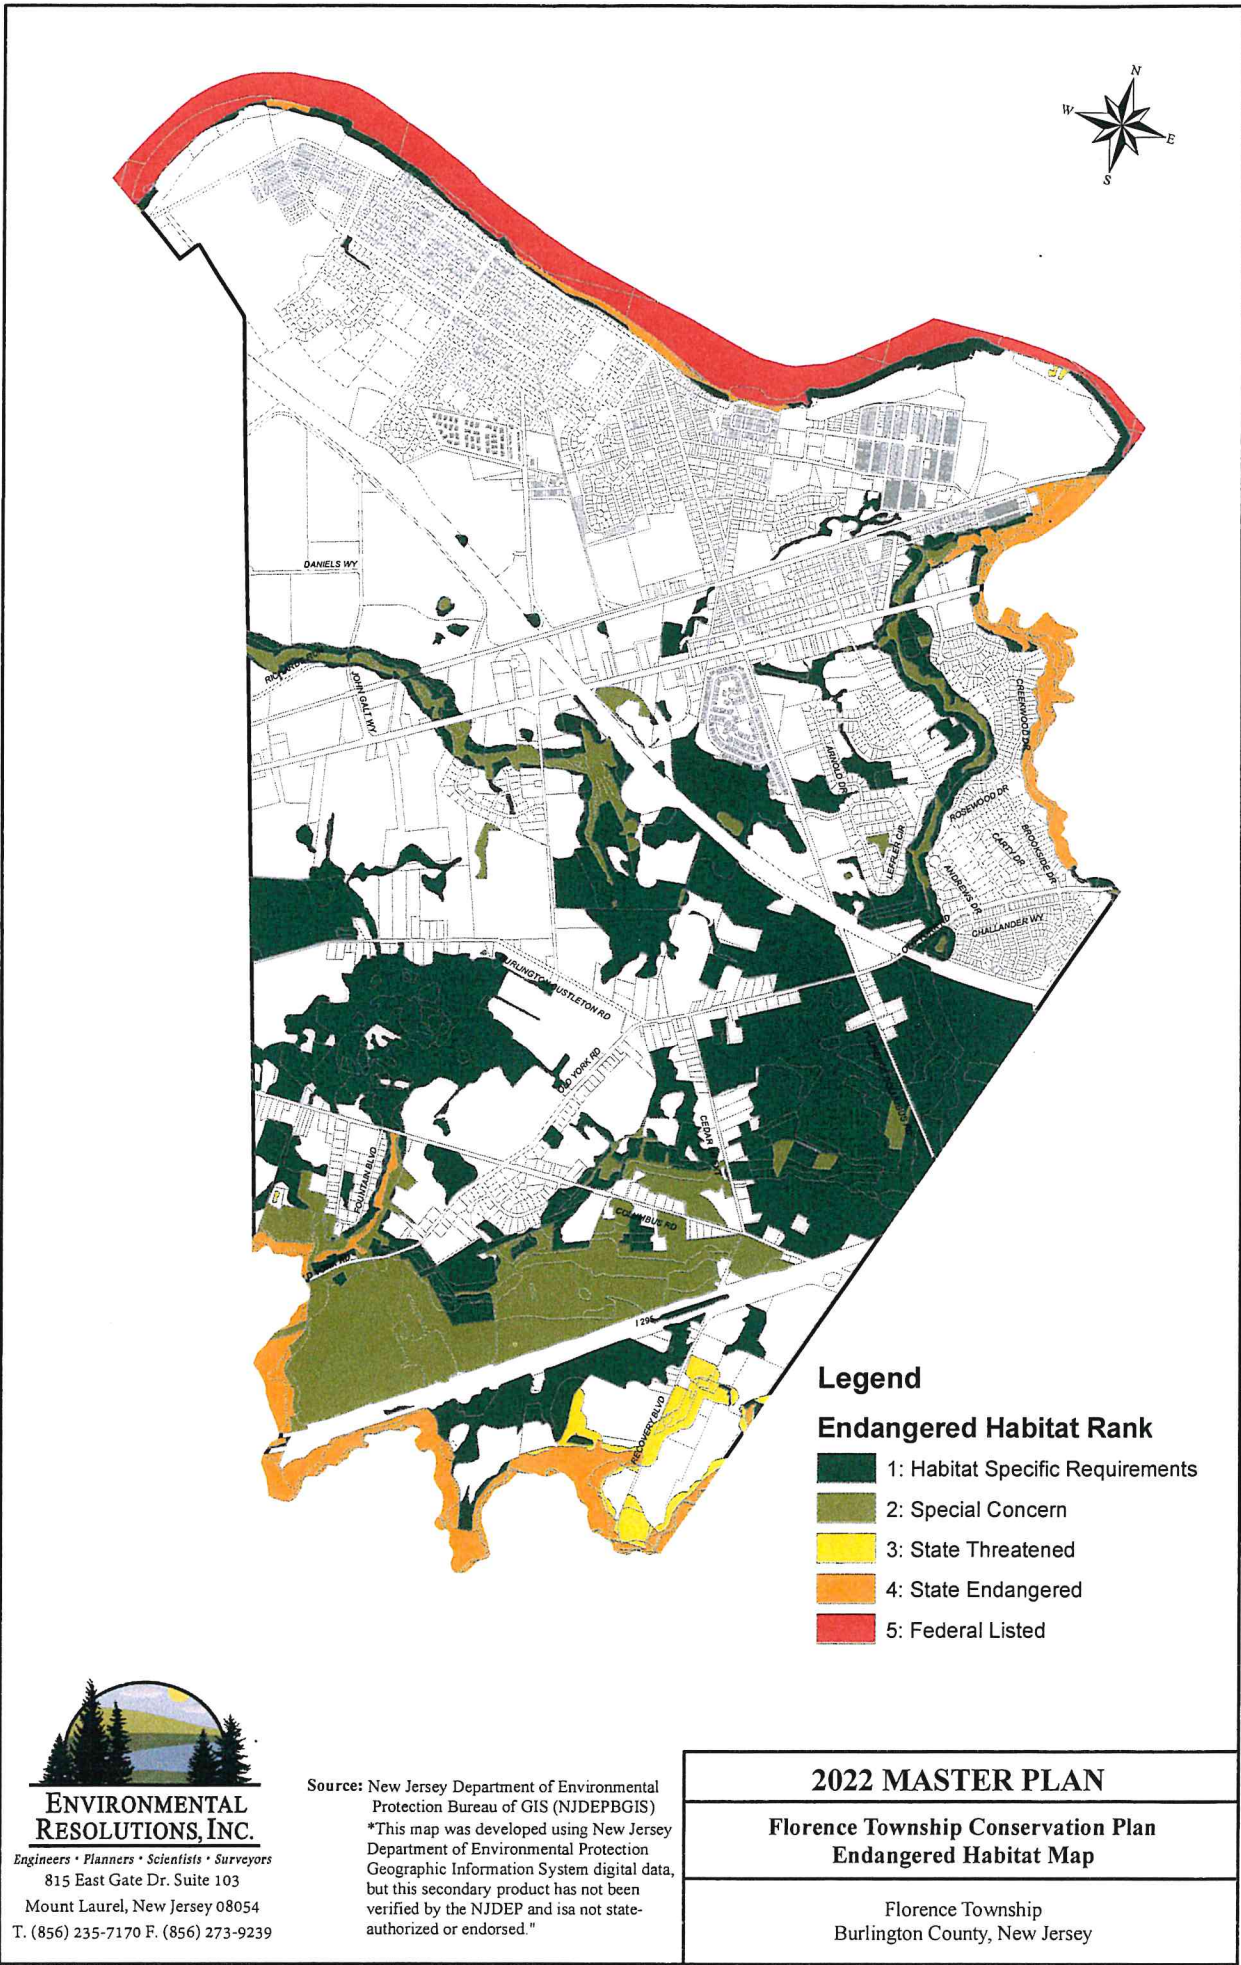 N
W
E
S
DANIELS WY
JOHN GALT WY
CREEKWOOD DR
ARNOLD DR
ROSEWOOD DR
BROOKSIDE DR
CARTY DR
LEFFLER CIR
ANDREWS DR
CHALLANDER WY
OLD YORK RD
CEDAR
FOUNTAIN BLVD
COLUMBUS RD
I 295
RECOVERY BLVD
Legend
Endangered Habitat Rank
1: Habitat Specific Requirements
2: Special Concern
3: State Threatened
4: State Endangered
5: Federal Listed
ENVIRONMENTAL
RESOLUTIONS, INC.
Engineers • Planners • Scientists • Surveyors
815 East Gate Dr. Suite 103
Mount Laurel, New Jersey 08054
T. (856) 235-7170 F. (856) 273-9239
Source: New Jersey Department of Environmental
Protection Bureau of GIS (NJDEPBGIS)
*This map was developed using New Jersey
Department of Environmental Protection
Geographic Information System digital data,
but this secondary product has not been
verified by the NJDEP and isa not state-
authorized or endorsed."
2022 MASTER PLAN
Florence Township Conservation Plan
Endangered Habitat Map
Florence Township
Burlington County, New Jersey